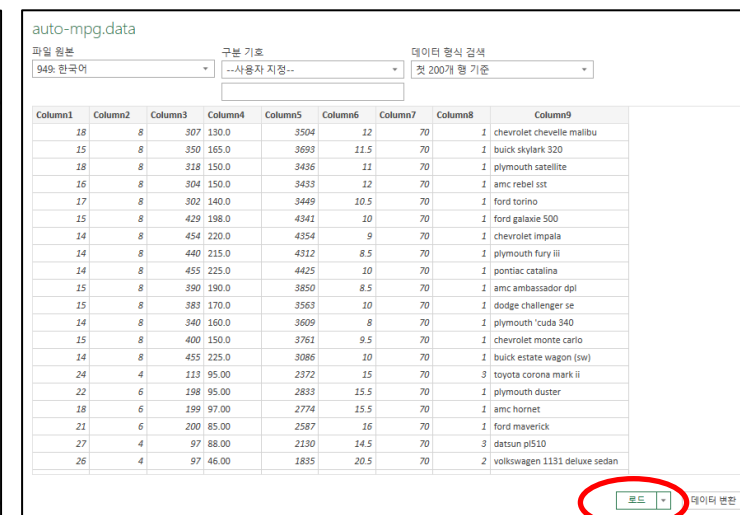 auto-mpg.data
파일 원본 구분 기호 데이터 형식 검색
949: 한국어 --사용자 지정-- 첫 200개 행 기준
Column1 Column2 Column3 Column4 Column5 Column6 Column7 Column8 Column9
18 8 307 130.0 3504 12 70 1 chevrolet chevelle malibu
15 8 350 165.0 3693 11.5 70 1 buick skylark 320
18 8 318 150.0 3436 11 70 1 plymouth satellite
16 8 304 150.0 3433 12 70 1 amc rebel sst
17 8 302 140.0 3449 10.5 70 1 ford torino
15 8 429 198.0 4341 10 70 1 ford galaxie 500
14 8 454 220.0 4354 9 70 1 chevrolet impala
14 8 440 215.0 4312 8.5 70 1 plymouth fury iii
14 8 455 225.0 4425 10 70 1 pontiac catalina
15 8 390 190.0 3850 8.5 70 1 amc ambassador dpl
15 8 383 170.0 3563 10 70 1 dodge challenger se
14 8 340 160.0 3609 8 70 1 plymouth 'cuda 340
15 8 400 150.0 3761 9.5 70 1 chevrolet monte carlo
14 8 455 225.0 3086 10 70 1 buick estate wagon (sw)
24 4 113 95.00 2372 15 70 3 toyota corona mark ii
22 6 198 95.00 2833 15.5 70 1 plymouth duster
18 6 199 97.00 2774 15.5 70 1 amc hornet
21 6 200 85.00 2587 16 70 1 ford maverick
27 4 97 88.00 2130 14.5 70 3 datsun pl510
26 4 97 46.00 1835 20.5 70 2 volkswagen 1131 deluxe sedan
로드 데이터 변환